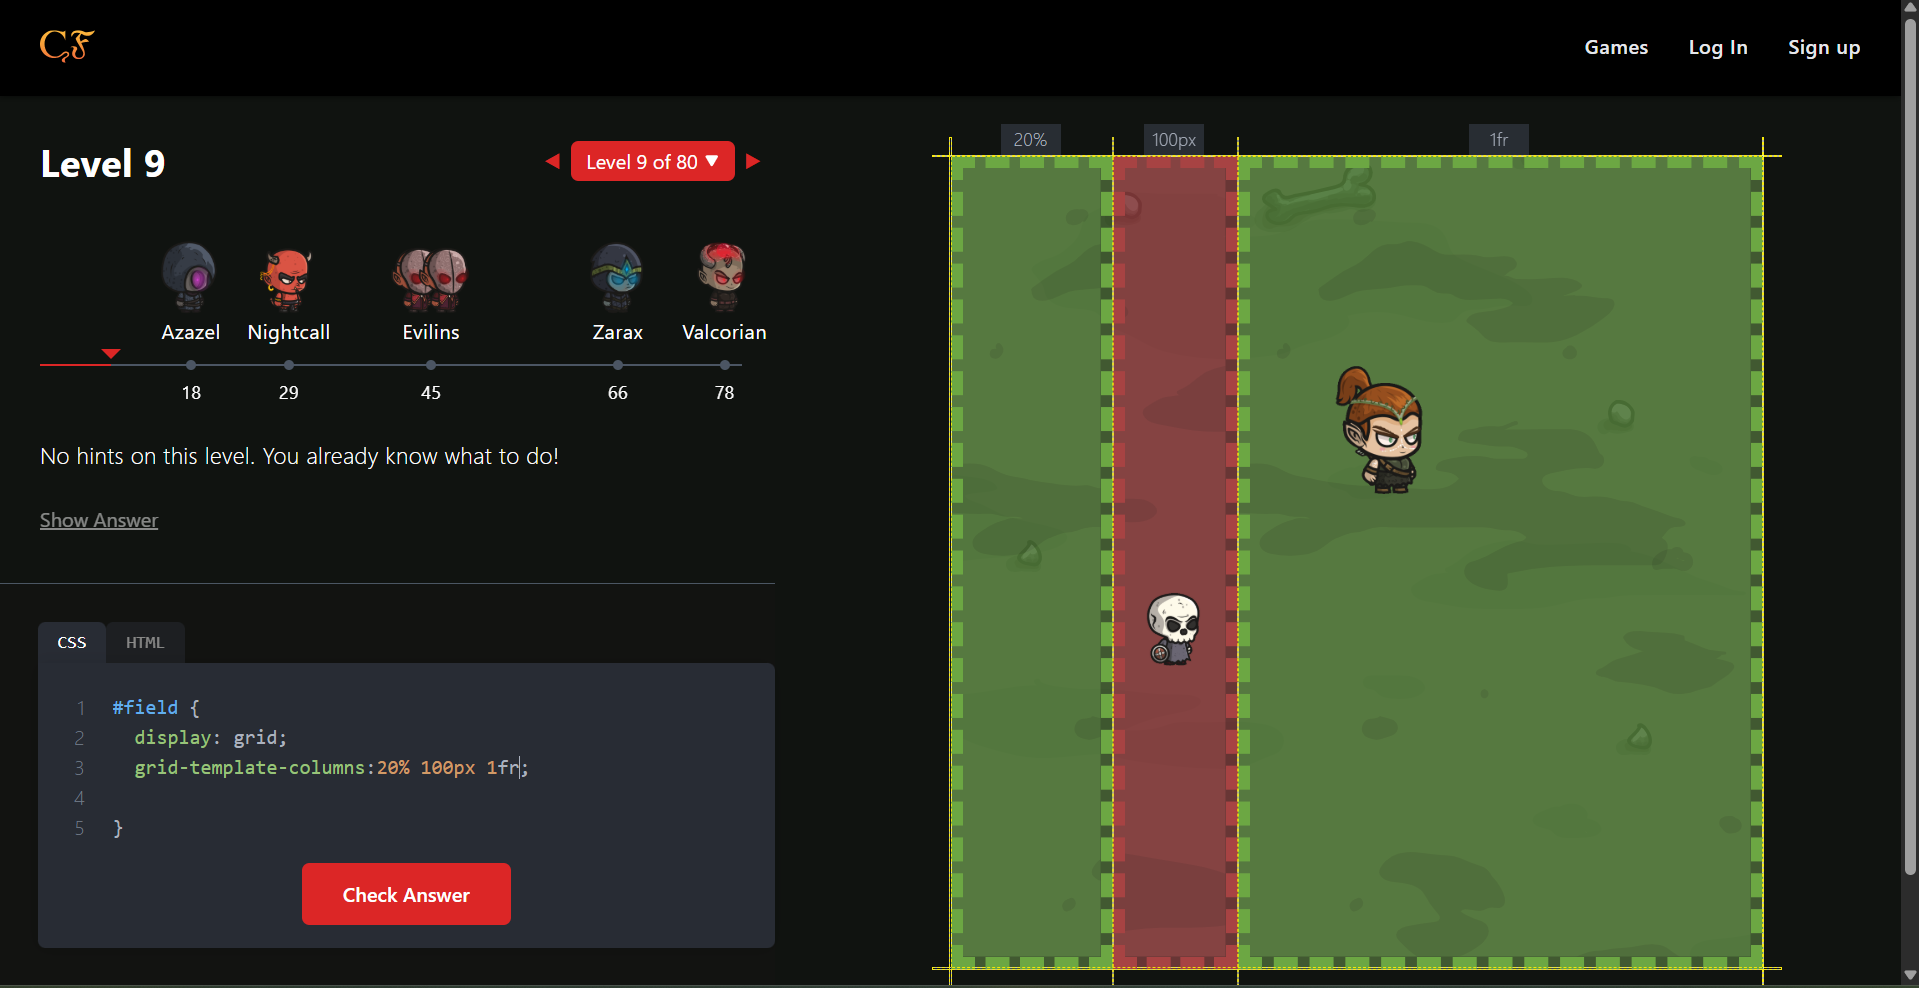 CF
Games
Log In
Sign up
Level 9
Level 9 of 80 ▼
Azazel
Nightcall
Evilins
Zarax
Valcorian
18
29
45
66
78
No hints on this level. You already know what to do!
Show Answer
CSS
HTML
1 #field {
2 display: grid;
3 grid-template-columns:20% 100px 1fr;
4
5 }
Check Answer
20%
100px
1fr